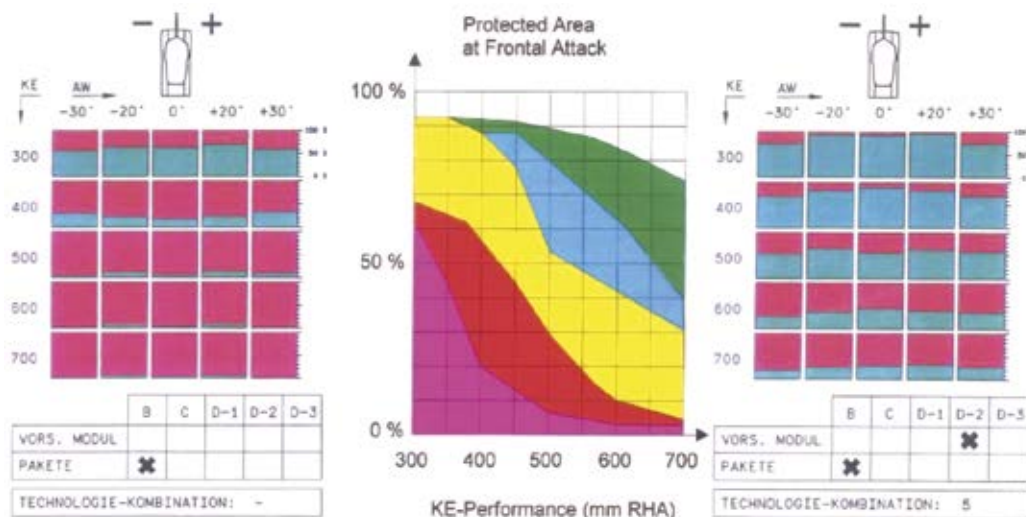 − +
KE
AW
-30° -20° 0° +20° +30°
300
400
500
600
700
B C D-1 D-2 D-3
VORS. MODUL
PAKETE ✖
TECHNOLOGIE-KOMBINATION: -
Protected Area
at Frontal Attack
100 %
50 %
0 %
300 400 500 600 700
KE-Performance (mm RHA)
− +
KE
AW
-30° -20° 0° +20° +30°
300
400
500
600
700
B C D-1 D-2 D-3
VORS. MODUL ✖
PAKETE ✖
TECHNOLOGIE-KOMBINATION: 5